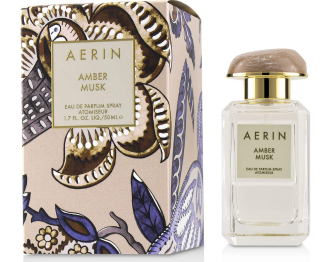 AERIN
AMBER
MUSK
EAU DE PARFUM SPRAY
ATOMISEUR
1.7 FL. OZ. LIQ./50 ML ℮
AERIN
AMBER
MUSK
EAU DE PARFUM SPRAY
ATOMISEUR